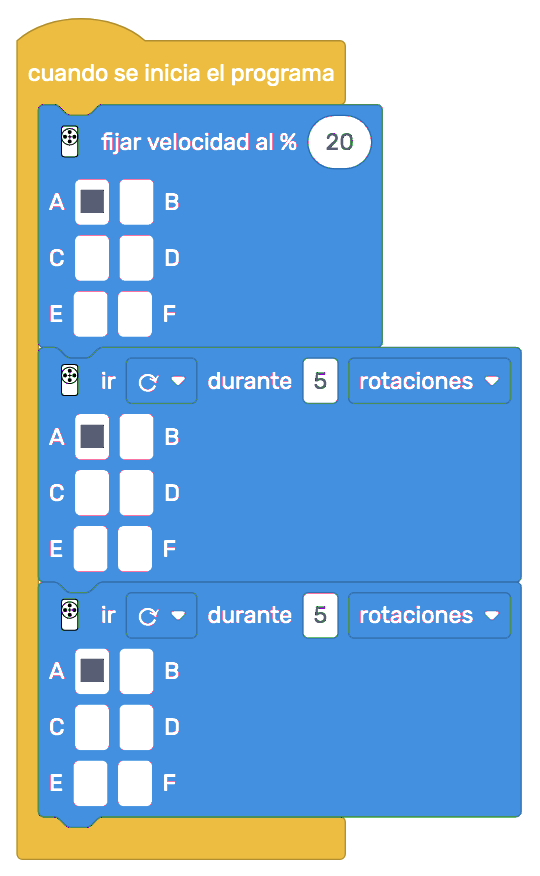 cuando se inicia el programa
fijar velocidad al % 20
A B
C D
E F
ir durante 5 rotaciones
A B
C D
E F
ir durante 5 rotaciones
A B
C D
E F